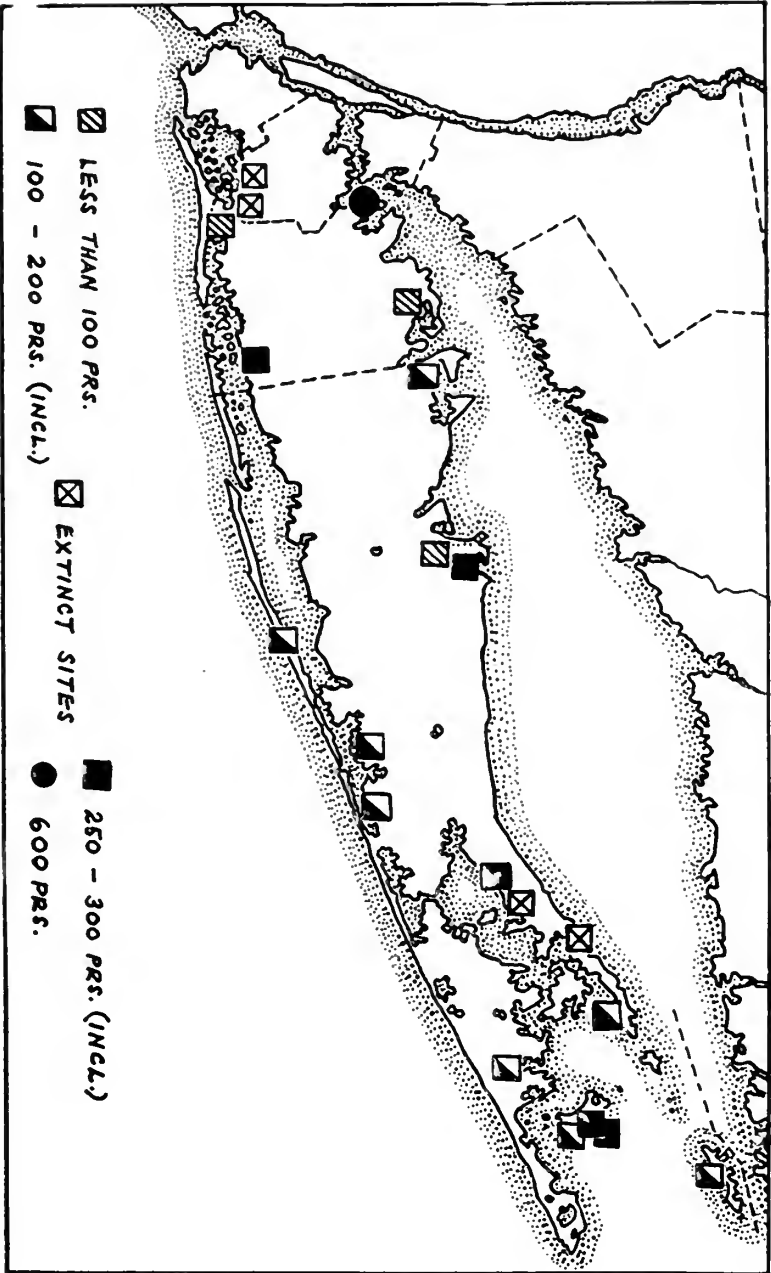 LESS THAN 100 PRS.
100 - 200 PRS. (INCL.)
EXTINCT SITES
250 - 300 PRS. (INCL.)
600 PRS.